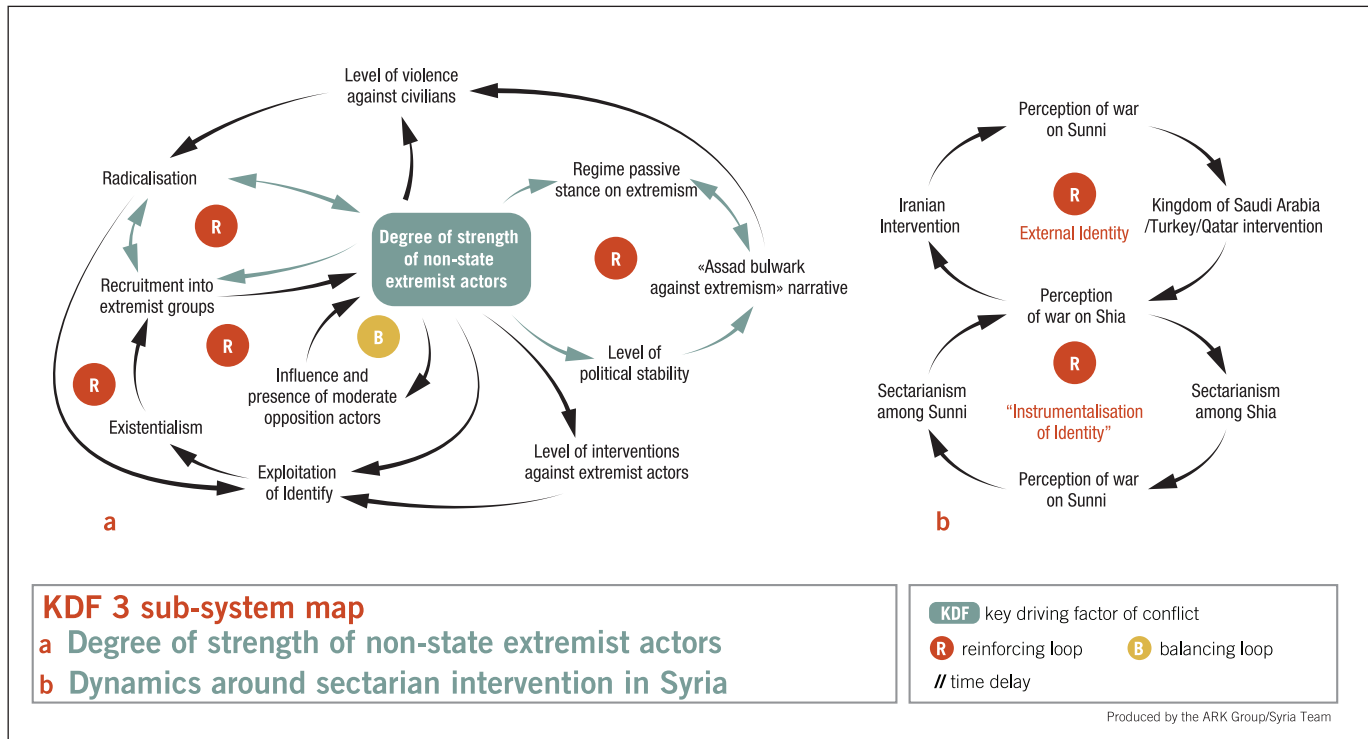 Level of violence
against civilians
Radicalisation
R
Regime passive
stance on extremism
Degree of strength
of non-state
extremist actors
R
«Assad bulwark
against extremism» narrative
Recruitment into
extremist groups
R
B
Level of
political stability
Influence and
presence of moderate
opposition actors
R
Existentialism
Exploitation
of Identify
Level of interventions
against extremist actors
a
Perception of war
on Sunni
R
External Identity
Iranian
Intervention
Kingdom of Saudi Arabia
/Turkey/Qatar intervention
Perception
of war on Shia
R
"Instrumentalisation
of Identity"
Sectarianism
among Sunni
Sectarianism
among Shia
Perception of war
on Sunni
b
KDF 3 sub-system map
a Degree of strength of non-state extremist actors
b Dynamics around sectarian intervention in Syria
KDF key driving factor of conflict
R reinforcing loop
B balancing loop
// time delay
Produced by the ARK Group/Syria Team